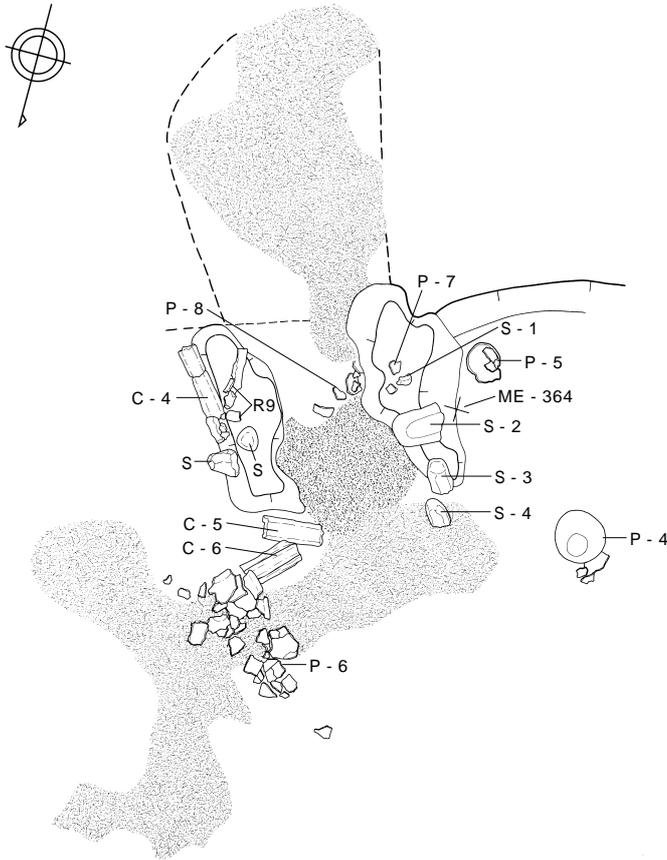 P - 7
P - 8
S - 1
P - 5
C - 4
R9
ME - 364
S - 2
S
S
S - 3
C - 5
S - 4
C - 6
P - 4
P - 6